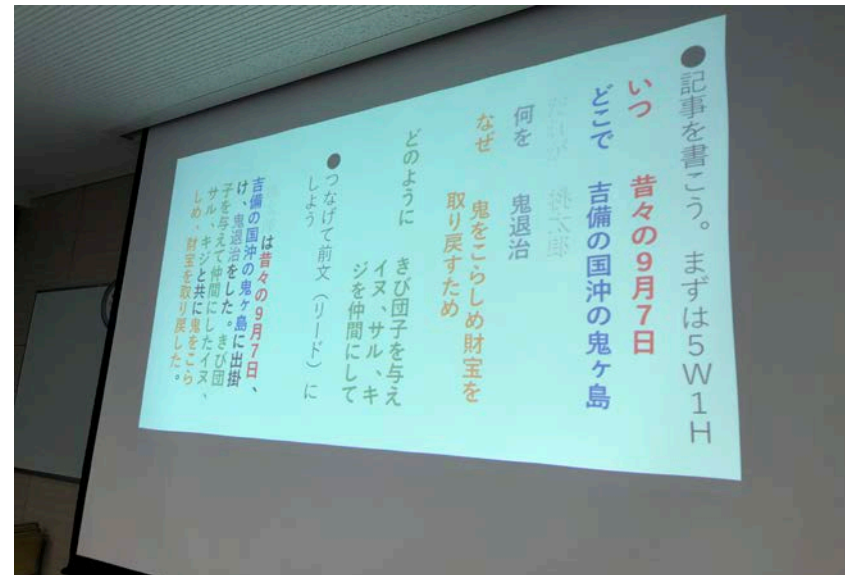 ●記事を書こう。まずは5W1H
いつ　昔々の9月7日
どこで　吉備の国沖の鬼ヶ島
何を　鬼退治
なぜ　鬼をこらしめ財宝を
取り戻すため
どのように　きび団子を与え
イヌ、サル、キ
ジを仲間にして
●つなげて前文（リード）に
しよう
は昔々の9月7日、
吉備の国沖の鬼ヶ島に出掛
け、鬼退治をした。きび団
子を与えて仲間にしたイヌ、
サル、キジと共に鬼をこら
しめ、財宝を取り戻した。